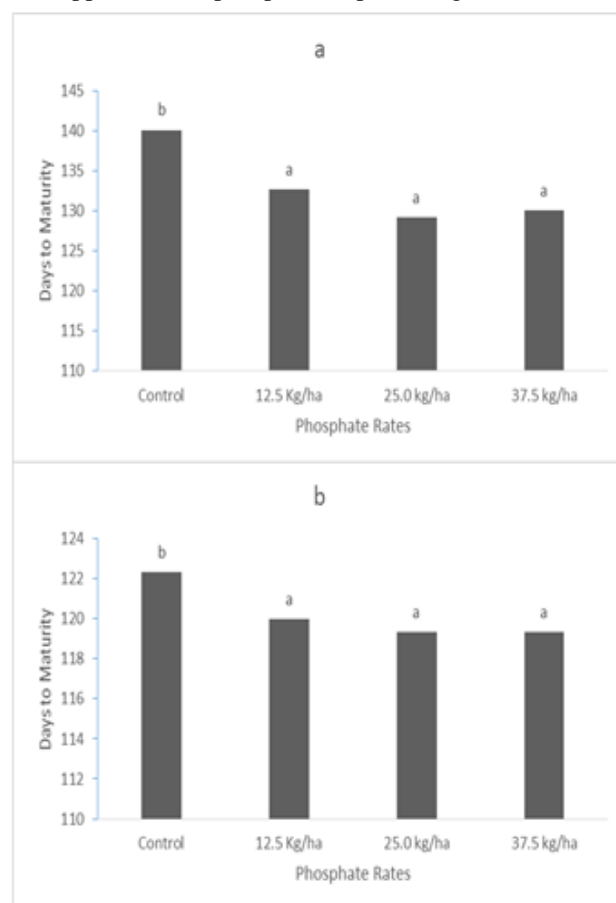 a
145
140
135
130
125
120
115
110
Days to Maturity
b
a
a
a
Control
12.5 Kg/ha
25.0 kg/ha
37.5 kg/ha
Phosphate Rates
b
124
122
120
118
116
114
112
110
Days to Maturity
b
a
a
a
Control
12.5 Kg/ha
25.0 kg/ha
37.5 kg/ha
Phosphate Rates